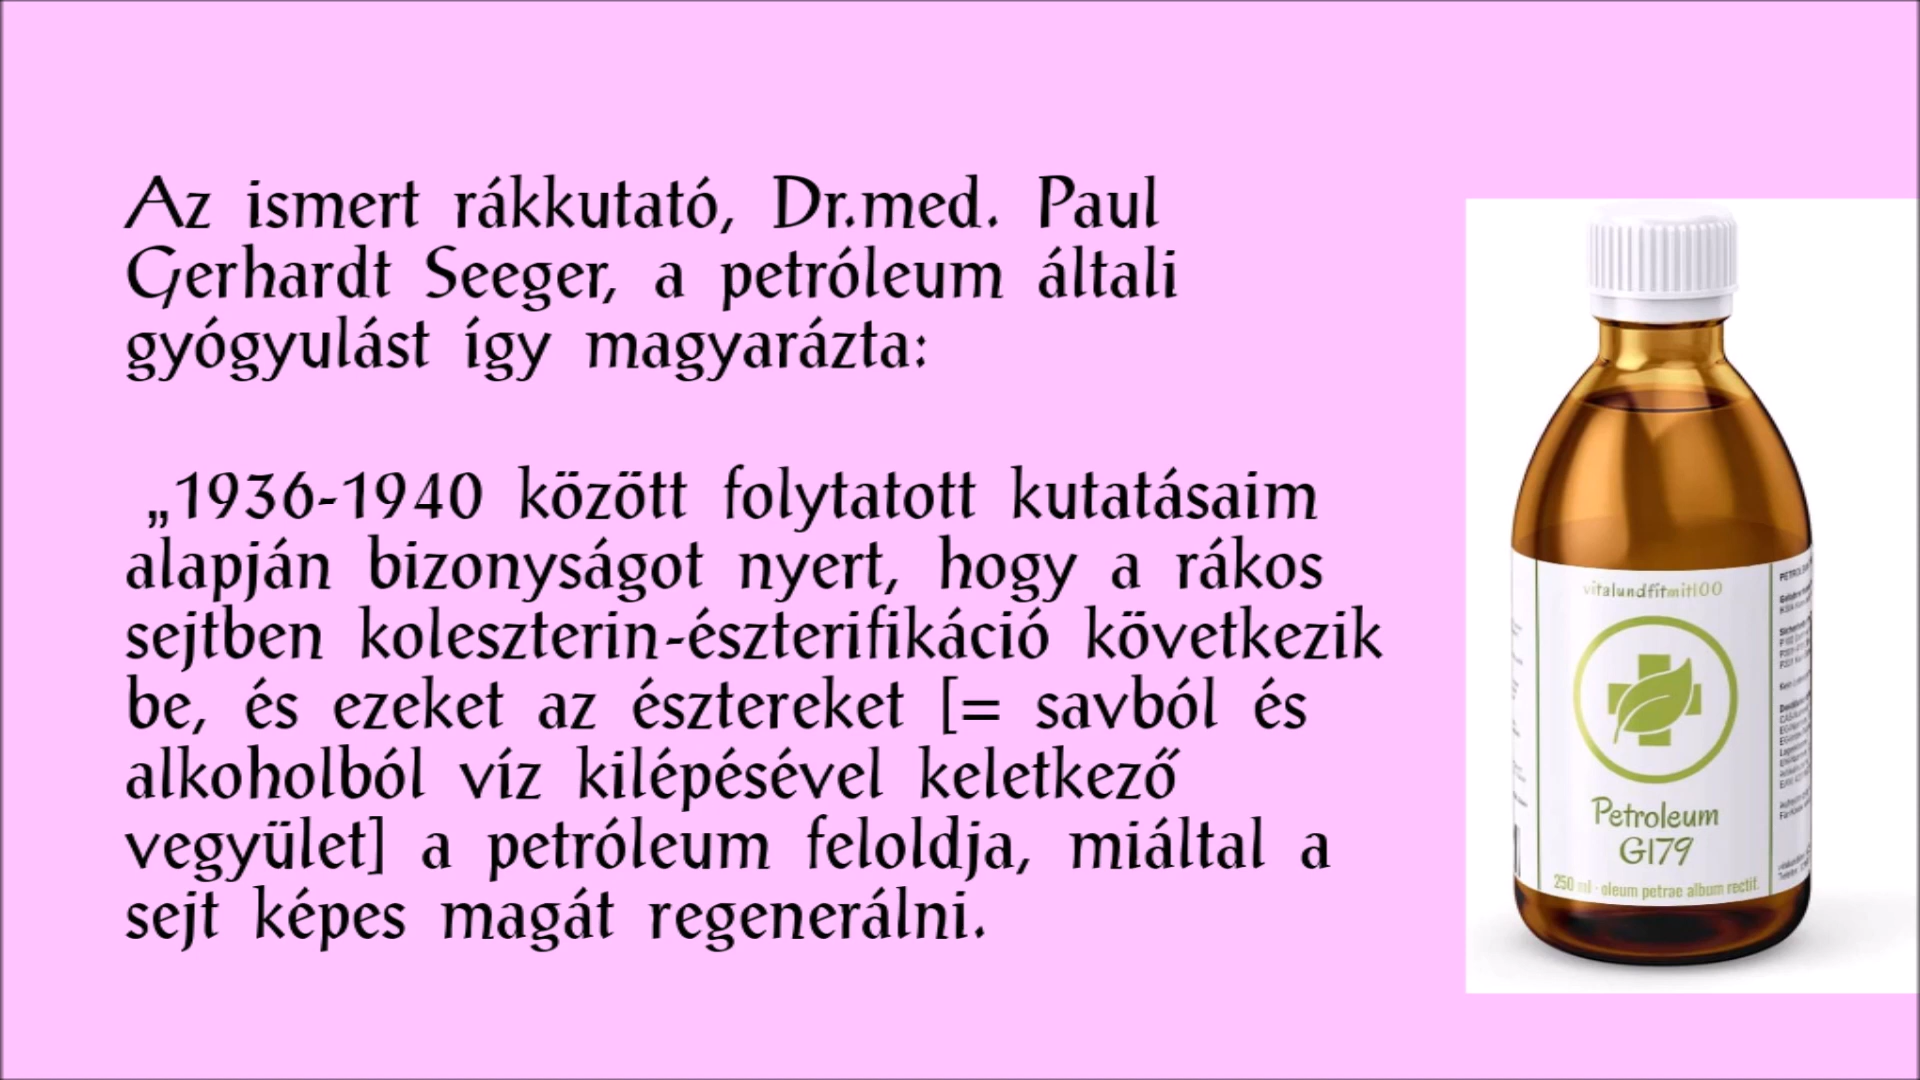 Az ismert rákkutató, Dr.med. Paul
Gerhardt Seeger, a petróleum általi
gyógyulást így magyarázta:
„1936-1940 között folytatott kutatásaim
alapján bizonyságot nyert, hogy a rákos
sejtben koleszterin-észterifikáció következik
be, és ezeket az észtereket [= savból és
alkoholból víz kilépésével keletkező
vegyület] a petróleum feloldja, miáltal a
sejt képes magát regenerálni.
vitalundfitmit100
Petroleum
G179
250 ml · oleum petrae album rectif.